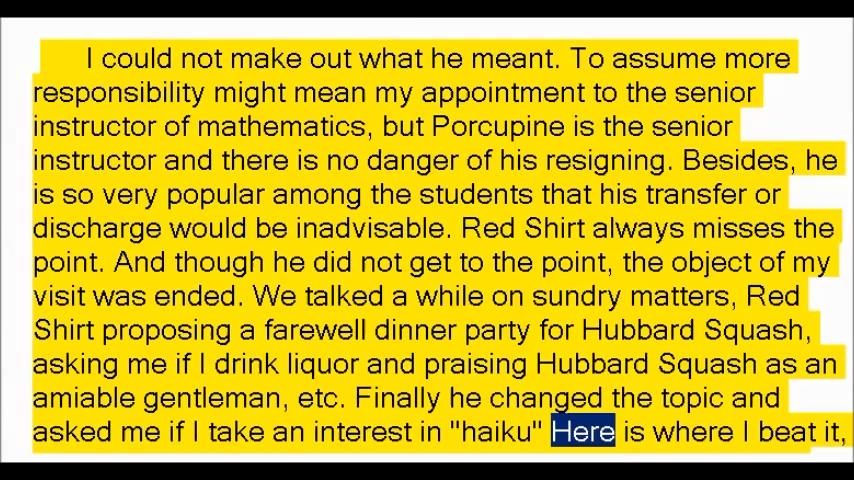 I could not make out what he meant. To assume more
responsibility might mean my appointment to the senior
instructor of mathematics, but Porcupine is the senior
instructor and there is no danger of his resigning. Besides, he
is so very popular among the students that his transfer or
discharge would be inadvisable. Red Shirt always misses the
point. And though he did not get to the point, the object of my
visit was ended. We talked a while on sundry matters, Red
Shirt proposing a farewell dinner party for Hubbard Squash,
asking me if I drink liquor and praising Hubbard Squash as an
amiable gentleman, etc. Finally he changed the topic and
asked me if I take an interest in "haiku" Here is where I beat it,